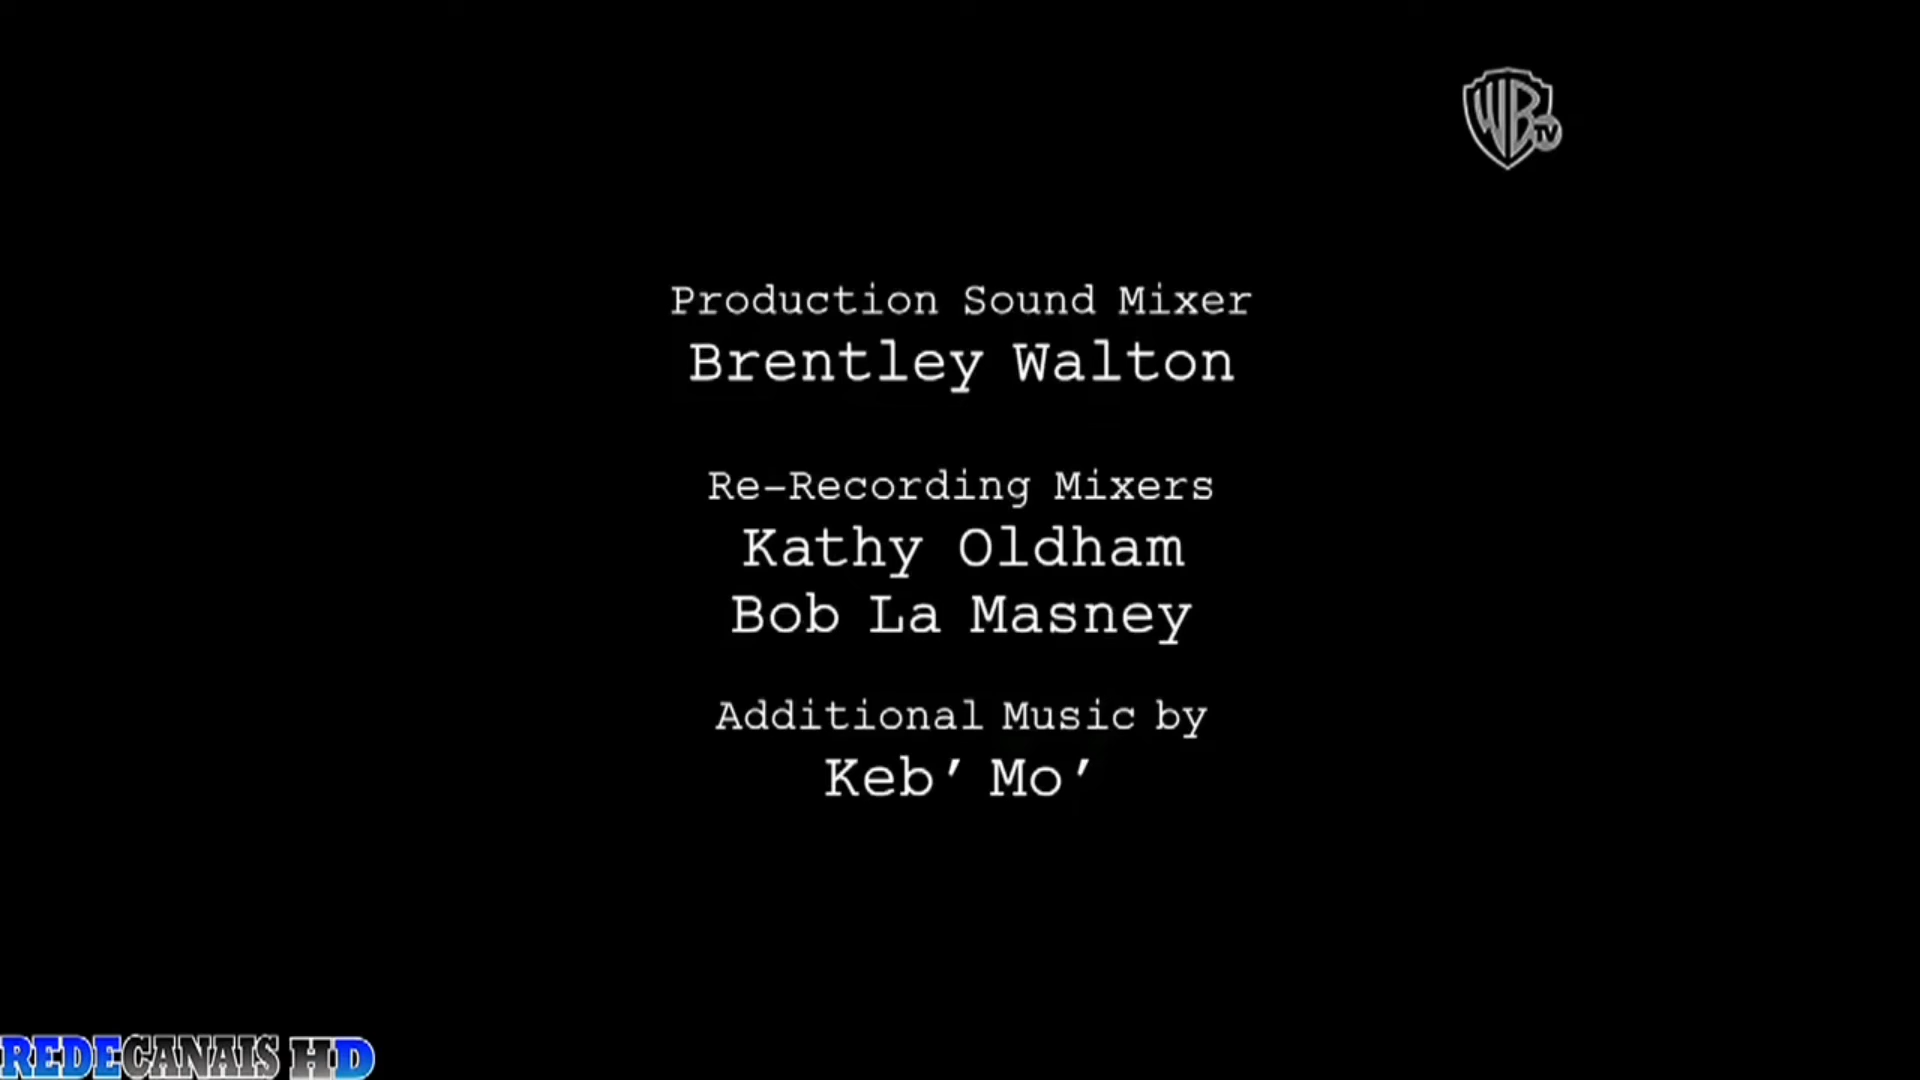 WB TV
Production Sound Mixer
Brentley Walton
Re-Recording Mixers
Kathy Oldham
Bob La Masney
Additional Music by
Keb' Mo'
REDECANAIS HD